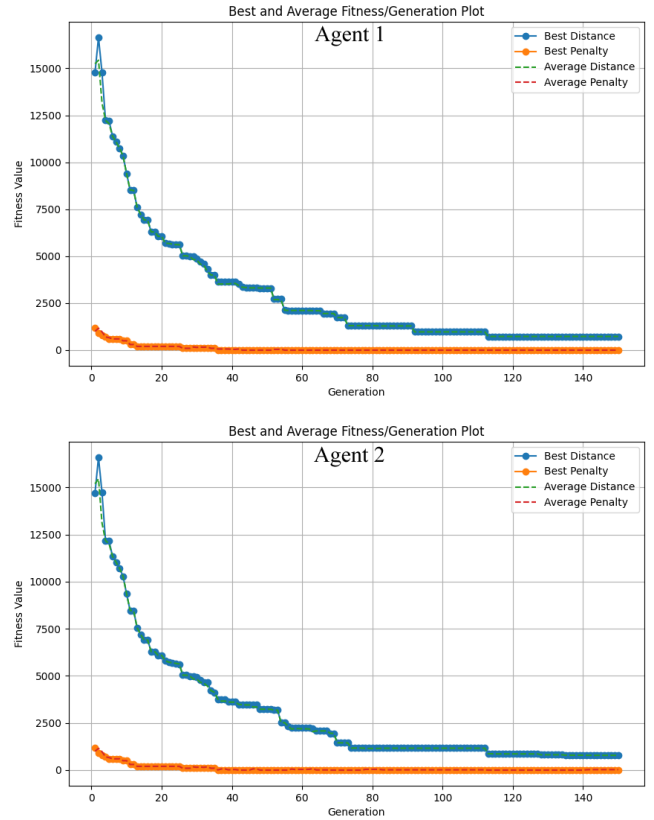 Best and Average Fitness/Generation Plot
Agent 1
Best Distance
Best Penalty
Average Distance
Average Penalty
15000
12500
10000
7500
5000
2500
0
Fitness Value
0 20 40 60 80 100 120 140
Generation
Best and Average Fitness/Generation Plot
Agent 2
Best Distance
Best Penalty
Average Distance
Average Penalty
15000
12500
10000
7500
5000
2500
0
Fitness Value
0 20 40 60 80 100 120 140
Generation